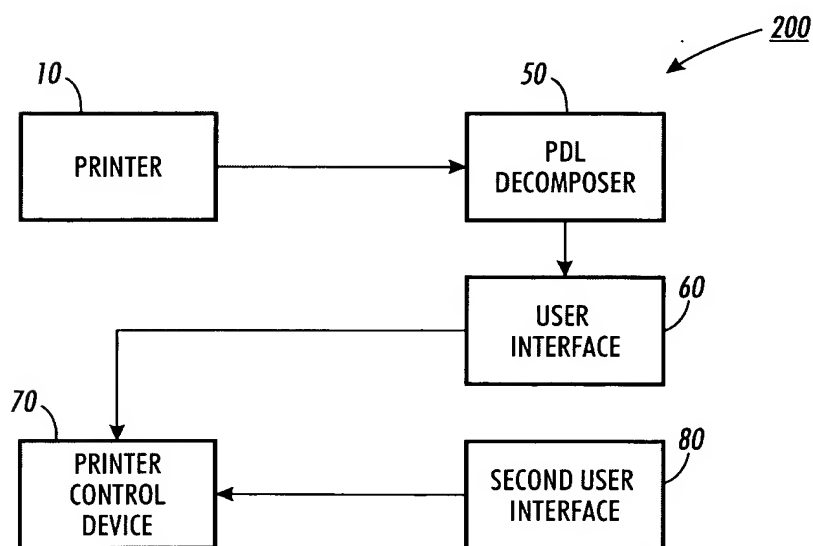 200
10
50
PRINTER
PDL
DECOMPOSER
60
USER
INTERFACE
70
80
PRINTER
CONTROL
DEVICE
SECOND USER
INTERFACE